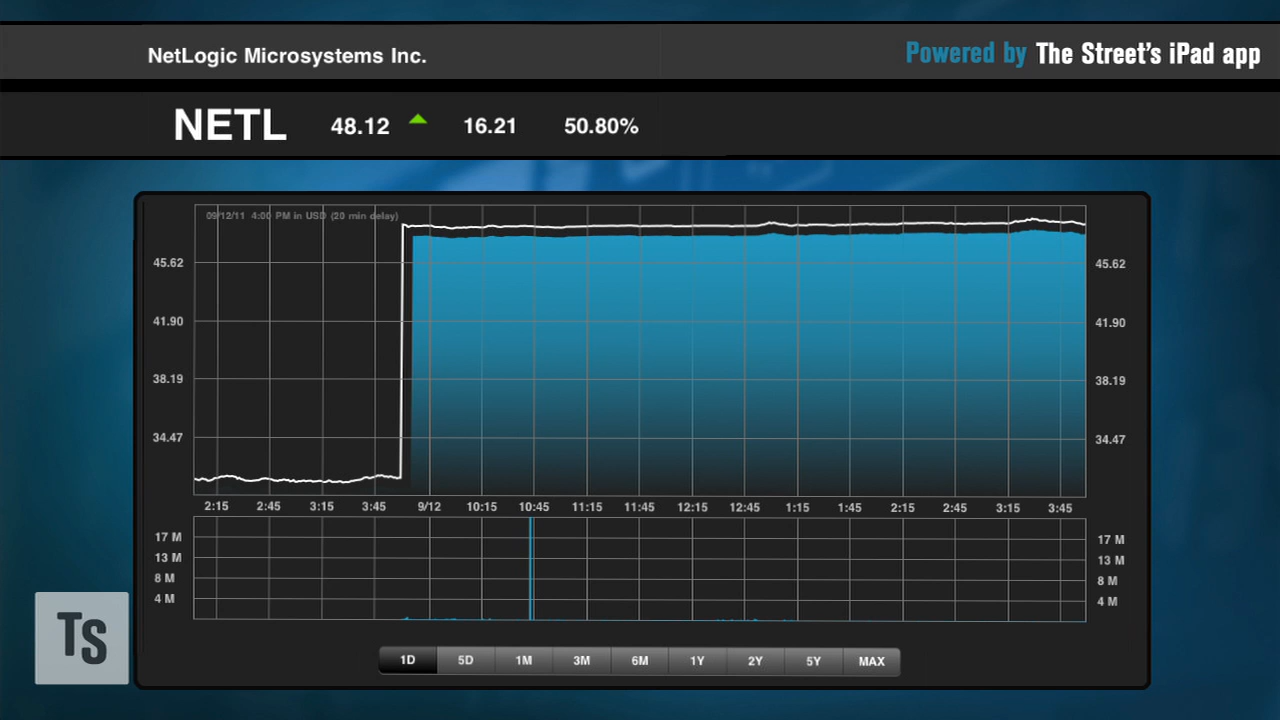 NetLogic Microsystems Inc.
Powered by The Street's iPad app
NETL 48.12 16.21 50.80%
09/12/11 4:00 PM in USD (20 min delay)
45.62 45.62
41.90 41.90
38.19 38.19
34.47 34.47
2:15 2:45 3:15 3:45 9/12 10:15 10:45 11:15 11:45 12:15 12:45 1:15 1:45 2:15 2:45 3:15 3:45
17 M 17 M
13 M 13 M
8 M 8 M
4 M 4 M
Ts
1D 5D 1M 3M 6M 1Y 2Y 5Y MAX